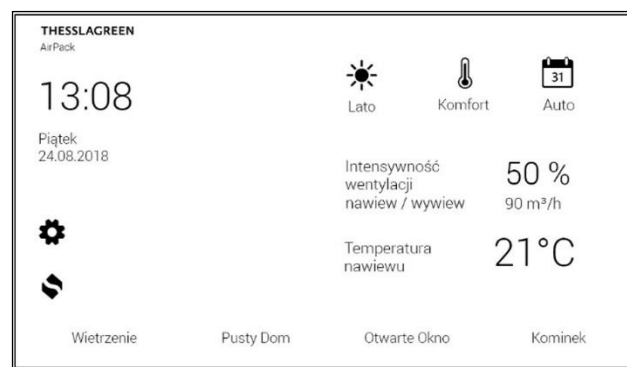 THESSLAGREEN
AirPack
13:08
Piątek
24.08.2018
31
Lato
Komfort
Auto
Intensywność
wentylacji
nawiew / wywiew
50 %
90 m³/h
Temperatura
nawiewu
21°C
Wietrzenie
Pusty Dom
Otwarte Okno
Kominek